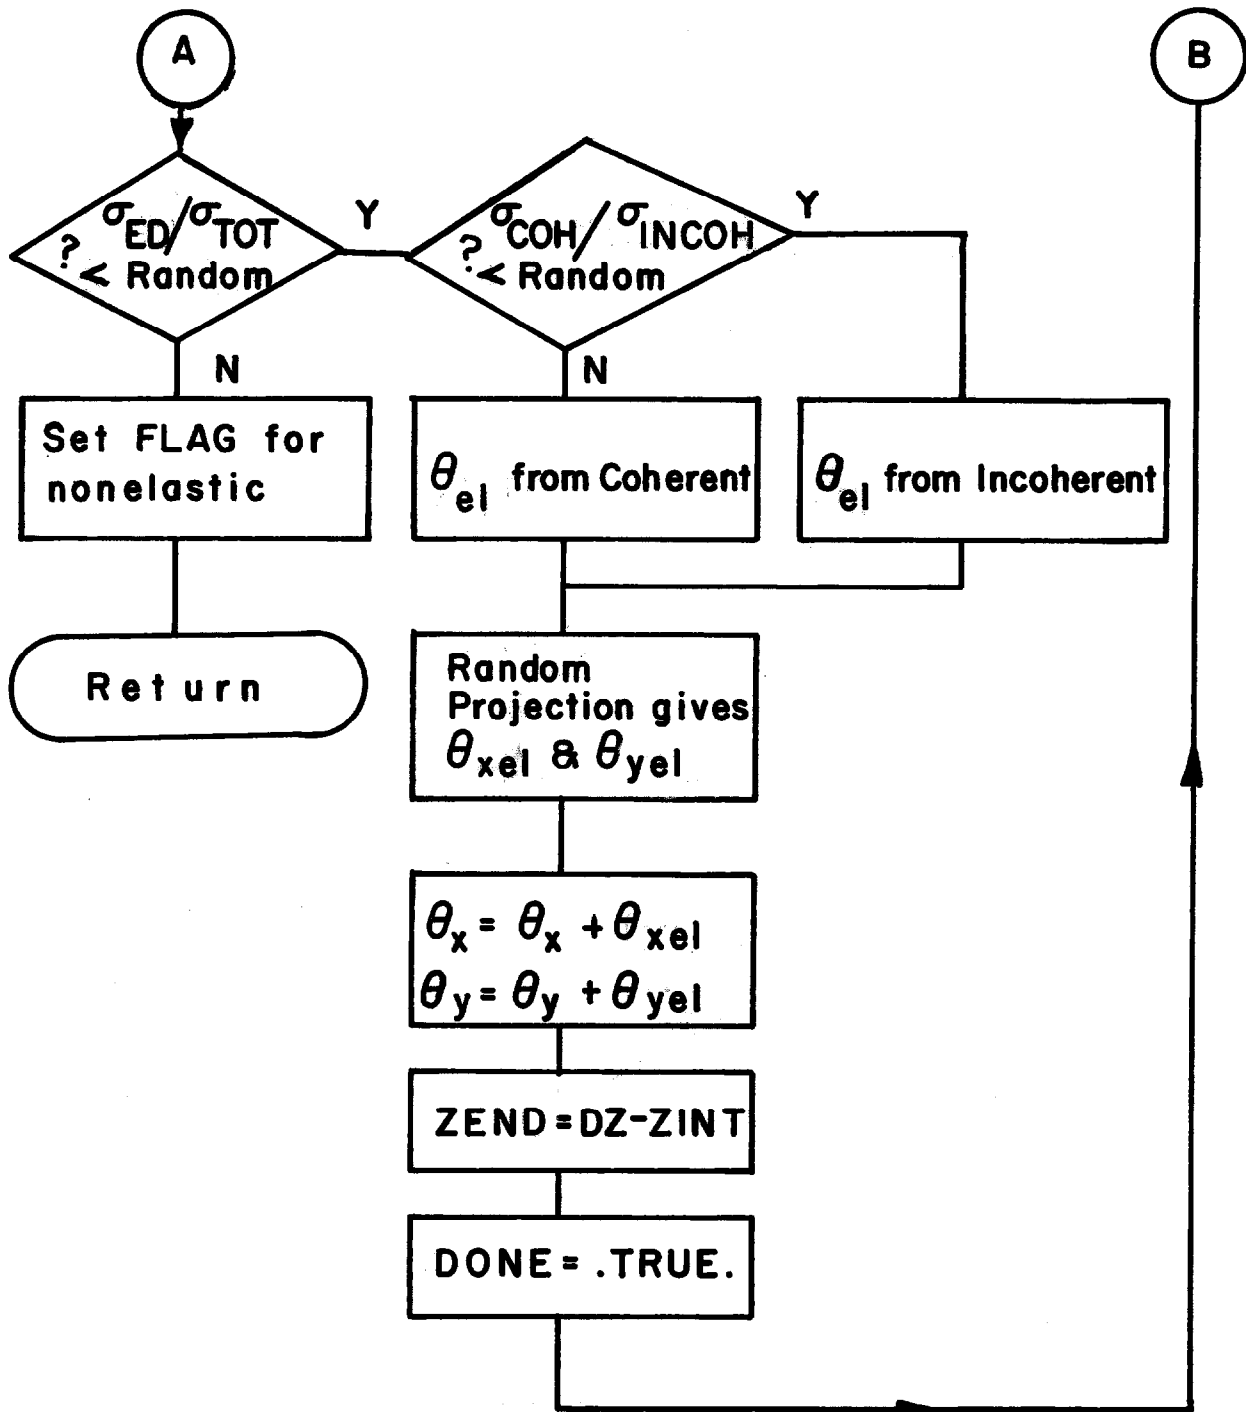 A
B
σED/σTOT
? < Random
Y
N
σCOH/σINCOH
? < Random
Y
N
Set FLAG for
nonelastic
θel from Coherent
θel from Incoherent
Return
Random
Projection gives
θxel & θyel
θx = θx + θxel
θy = θy + θyel
ZEND=DZ-ZINT
DONE = .TRUE.